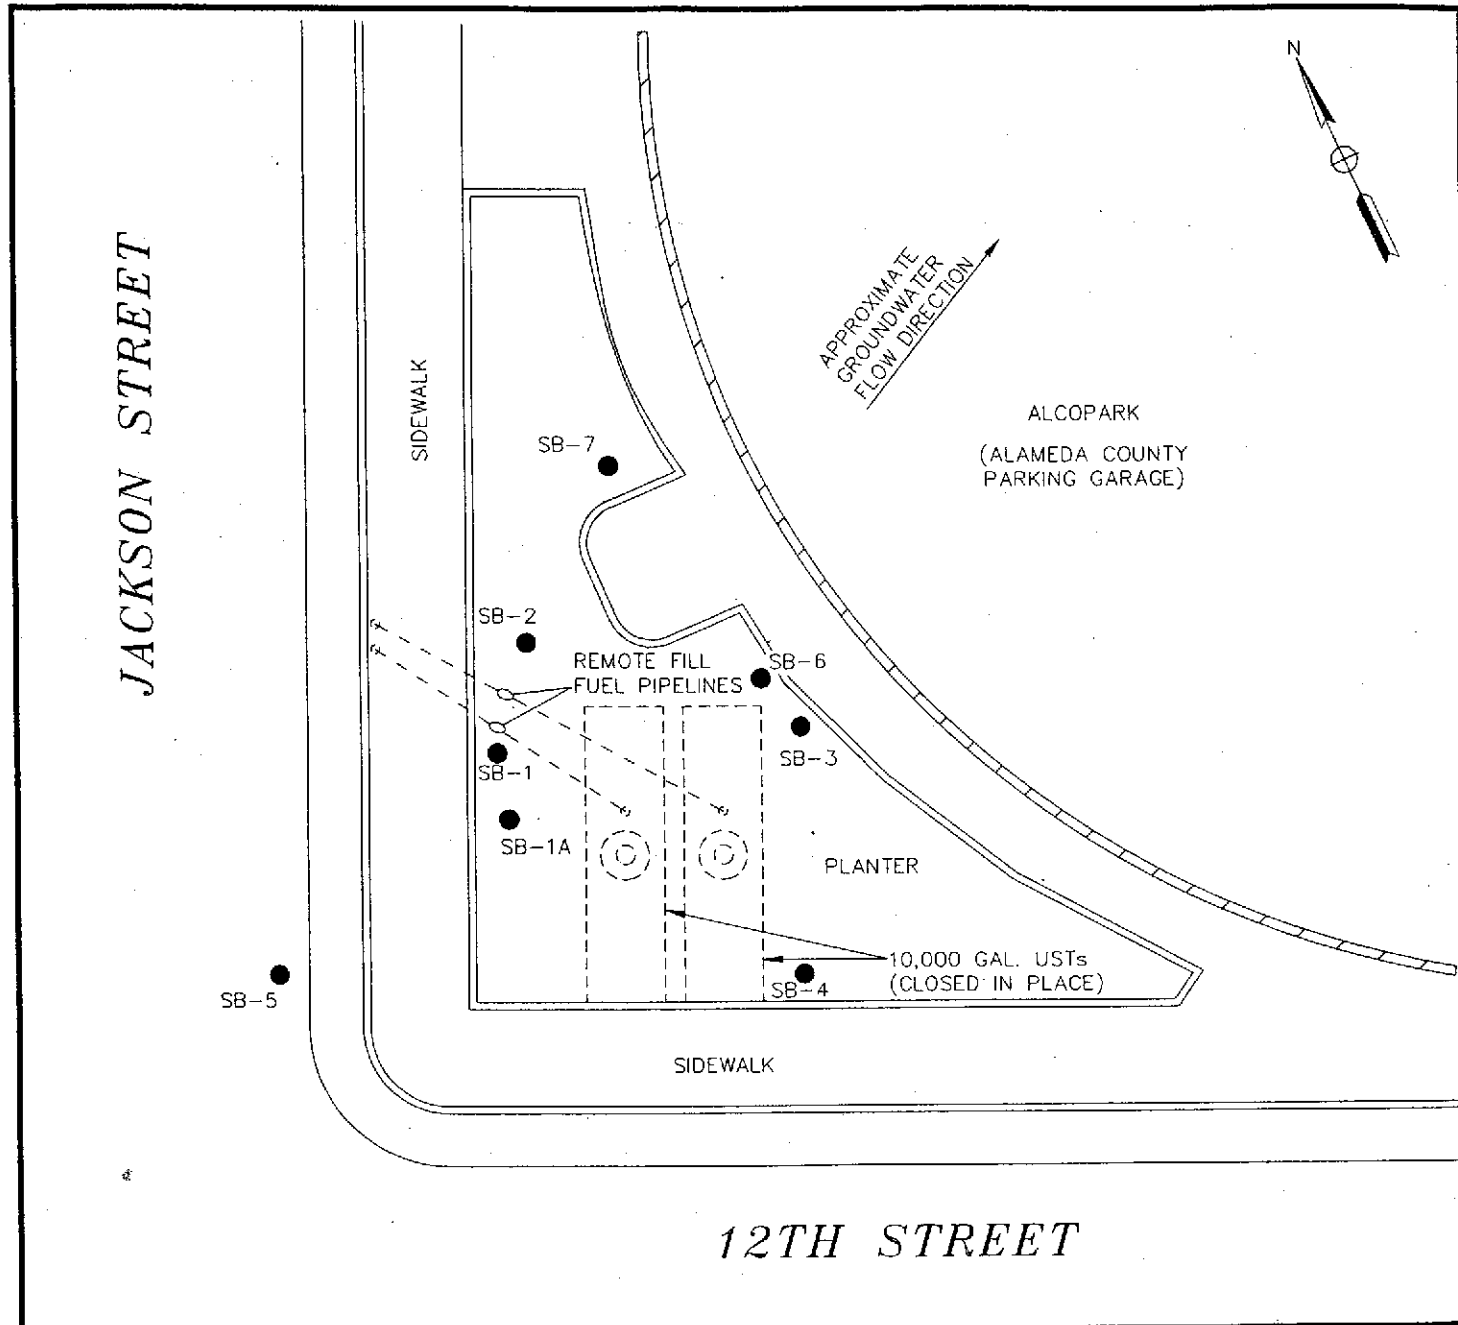 N
JACKSON STREET
SIDEWALK
APPROXIMATE
GROUNDWATER
FLOW DIRECTION
ALCOPARK
(ALAMEDA COUNTY
PARKING GARAGE)
SB-7
SB-2
REMOTE FILL
FUEL PIPELINES
SB-6
SB-3
SB-1
SB-1A
PLANTER
10,000 GAL. USTs
(CLOSED IN PLACE)
SB-4
SB-5
SIDEWALK
12TH STREET